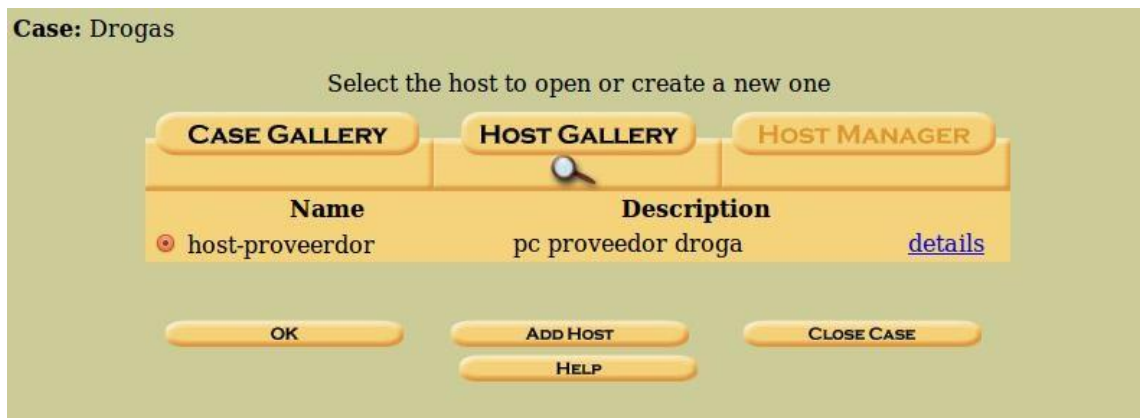 Case: Drogas
Select the host to open or create a new one
CASE GALLERY HOST GALLERY HOST MANAGER
Name Description
host-proveerdor pc proveedor droga details
OK ADD HOST CLOSE CASE
HELP